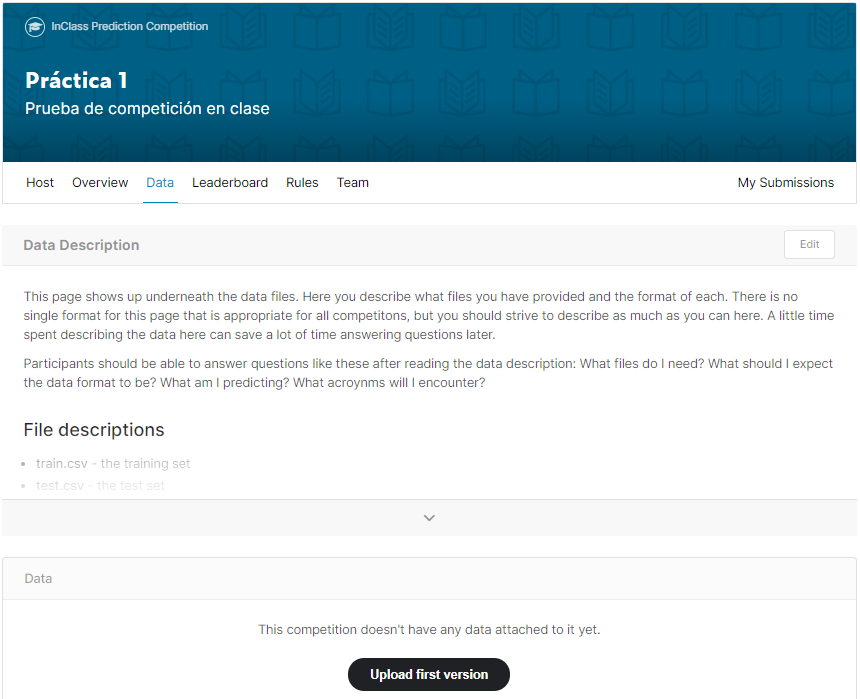 InClass Prediction Competition
Práctica 1
Prueba de competición en clase
Host Overview Data Leaderboard Rules Team My Submissions
Data Description Edit
This page shows up underneath the data files. Here you describe what files you have provided and the format of each. There is no
single format for this page that is appropriate for all competitons, but you should strive to describe as much as you can here. A little time
spent describing the data here can save a lot of time answering questions later.
Participants should be able to answer questions like these after reading the data description: What files do I need? What should I expect
the data format to be? What am I predicting? What acroynms will I encounter?
File descriptions
• train.csv - the training set
• test.csv - the test set
Data
This competition doesn't have any data attached to it yet.
Upload first version